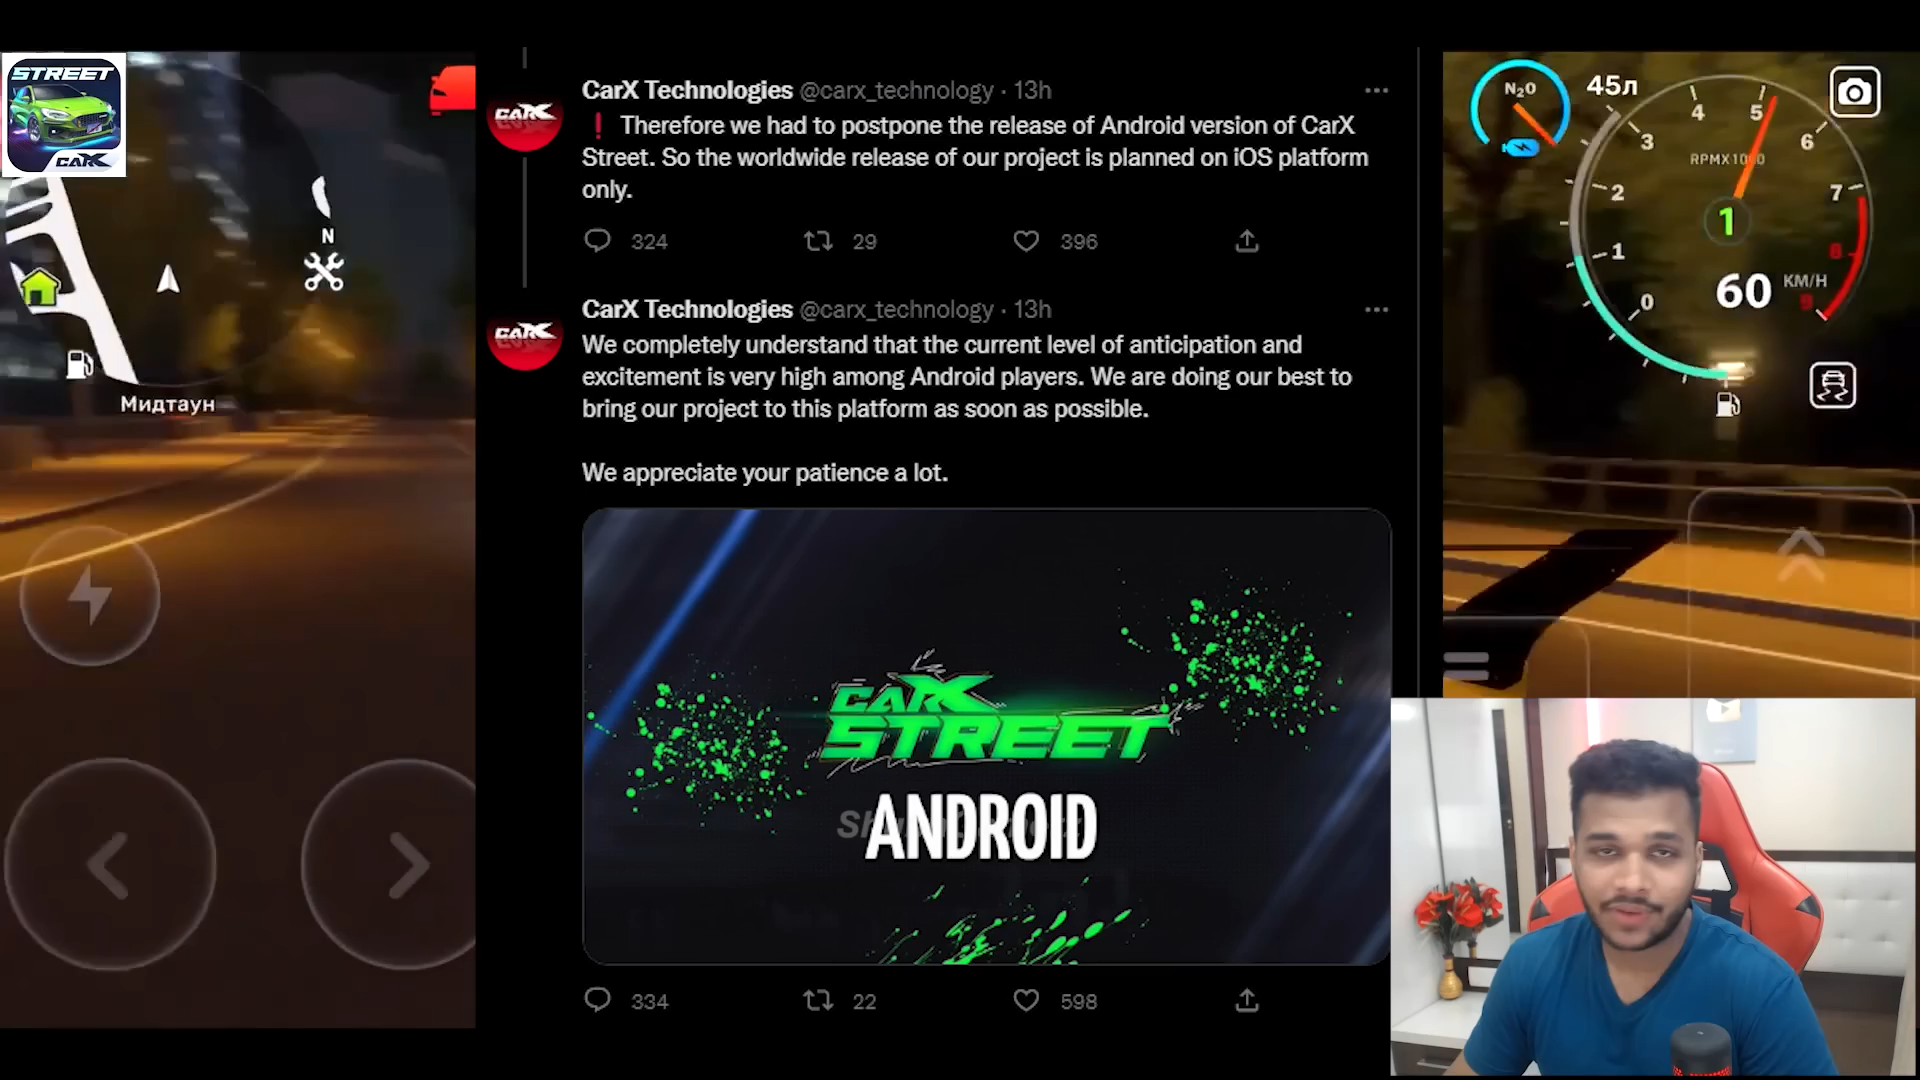 STREET
CARX
N
Мидтаун
CARX
CarX Technologies @carx_technology · 13h
❗ Therefore we had to postpone the release of Android version of CarX
Street. So the worldwide release of our project is planned on iOS platform
only.
324 29 396
CARX
CarX Technologies @carx_technology · 13h
We completely understand that the current level of anticipation and
excitement is very high among Android players. We are doing our best to
bring our project to this platform as soon as possible.
We appreciate your patience a lot.
CARX
STREET
ANDROID
334 22 598
N₂O
45л
0 1 2 3 4 5 6 7 8 9
RPMX1000
1
60 KM/H